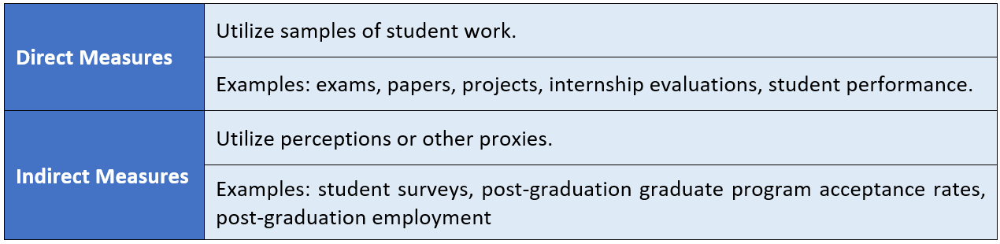 Direct Measures
Utilize samples of student work.
Examples: exams, papers, projects, internship evaluations, student performance.
Indirect Measures
Utilize perceptions or other proxies.
Examples: student surveys, post-graduation graduate program acceptance rates,
post-graduation employment